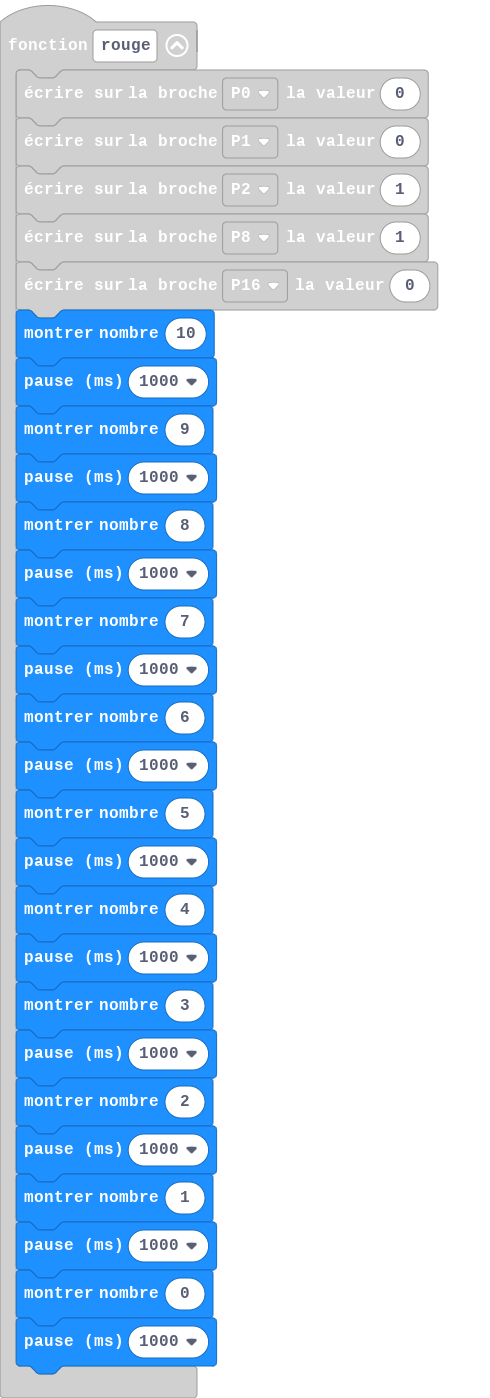 fonction rouge
écrire sur la broche P0 la valeur 0
écrire sur la broche P1 la valeur 0
écrire sur la broche P2 la valeur 1
écrire sur la broche P8 la valeur 1
écrire sur la broche P16 la valeur 0
montrer nombre 10
pause (ms) 1000
montrer nombre 9
pause (ms) 1000
montrer nombre 8
pause (ms) 1000
montrer nombre 7
pause (ms) 1000
montrer nombre 6
pause (ms) 1000
montrer nombre 5
pause (ms) 1000
montrer nombre 4
pause (ms) 1000
montrer nombre 3
pause (ms) 1000
montrer nombre 2
pause (ms) 1000
montrer nombre 1
pause (ms) 1000
montrer nombre 0
pause (ms) 1000